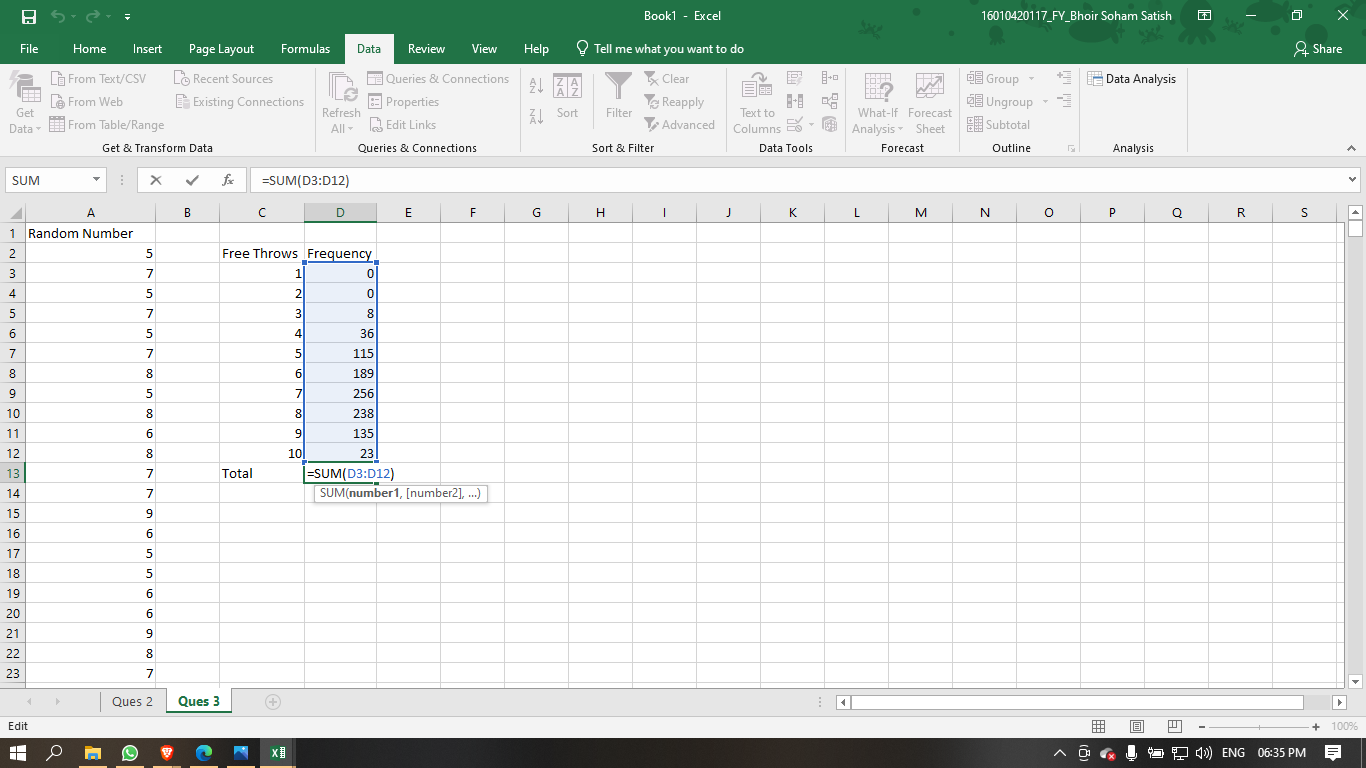 Book1 - Excel
16010420117_FY_Bhoir Soham Satish
File Home Insert Page Layout Formulas Data Review View Help Tell me what you want to do Share
From Text/CSV Recent Sources Queries & Connections Clear Group Data Analysis
From Web Existing Connections Properties Reapply Ungroup
Get Data From Table/Range Refresh All Edit Links Sort Filter Advanced Text to Columns What-If Analysis Forecast Sheet Subtotal
Get & Transform Data Queries & Connections Sort & Filter Data Tools Forecast Outline Analysis
SUM fx =SUM(D3:D12)
A B C D E F G H I J K L M N O P Q R S
1 Random Number
2 5 Free Throws Frequency
3 7 1 0
4 5 2 0
5 7 3 8
6 5 4 36
7 7 5 115
8 8 6 189
9 5 7 256
10 8 8 238
11 6 9 135
12 8 10 23
13 7 Total =SUM(D3:D12)
14 7 SUM(number1, [number2], ...)
15 9
16 6
17 5
18 5
19 6
20 6
21 9
22 8
23 7
Ques 2 Ques 3
Edit 100%
ENG 06:35 PM